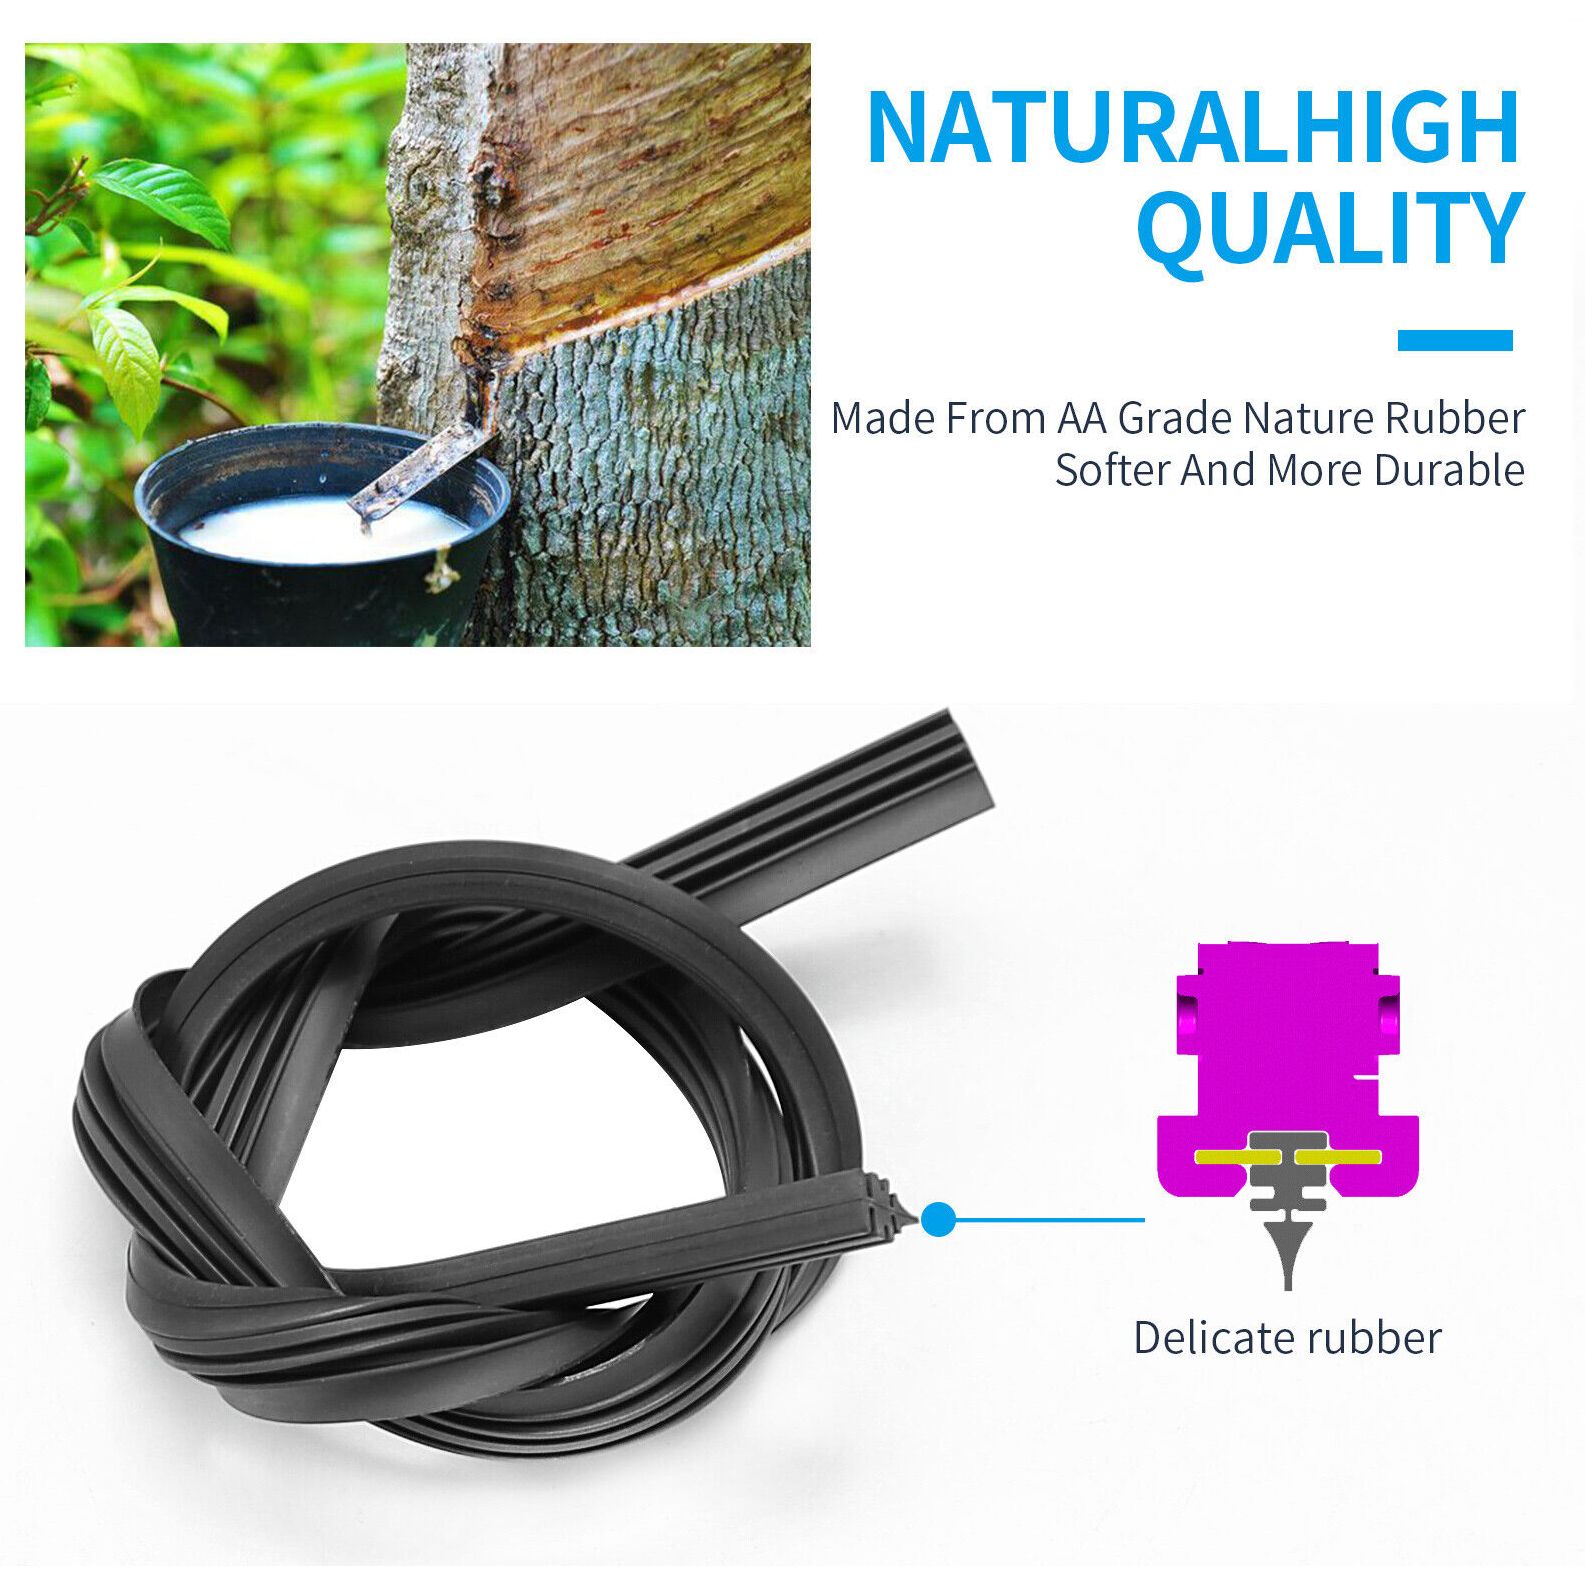 NATURALHIGH
QUALITY
Made From AA Grade Nature Rubber
Softer And More Durable
Delicate rubber